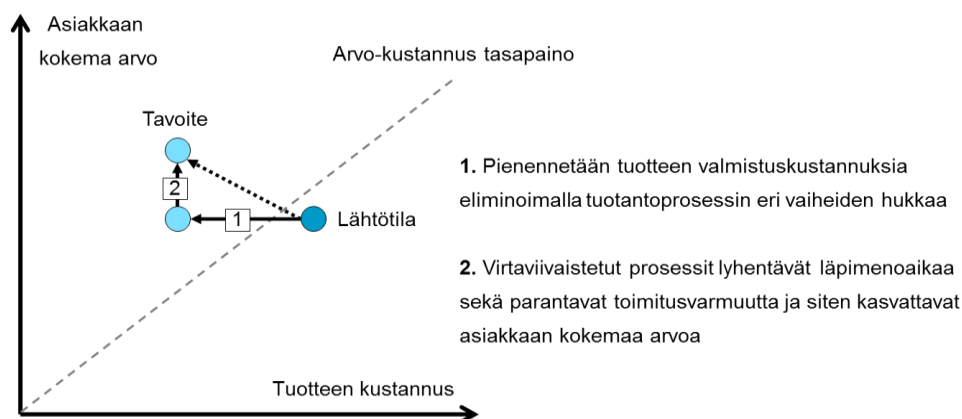 Asiakkaan
kokema arvo
Arvo-kustannus tasapaino
Tavoite
2
1
Lähtötila
1. Pienennetään tuotteen valmistuskustannuksia
eliminoimalla tuotantoprosessin eri vaiheiden hukkaa
2. Virtaviivaistetut prosessit lyhentävät läpimenoaikaa
sekä parantavat toimitusvarmuutta ja siten kasvattavat
asiakkaan kokemaa arvoa
Tuotteen kustannus